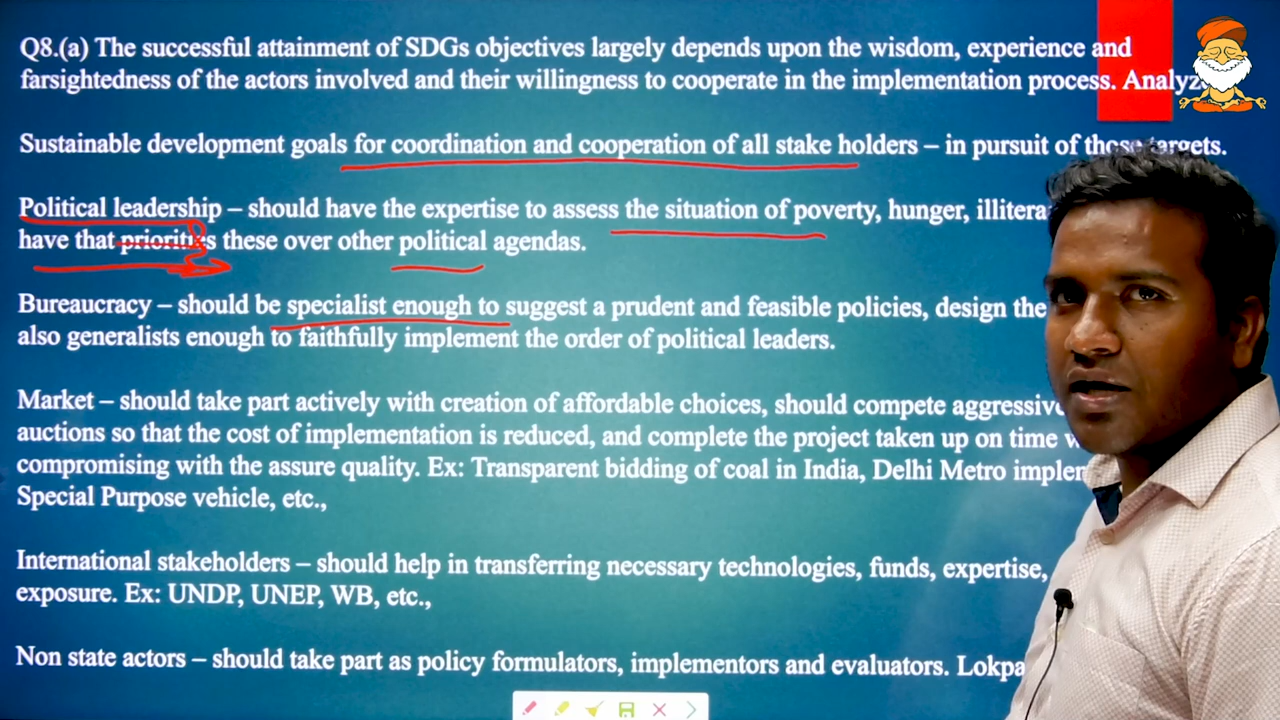 Q8.(a) The successful attainment of SDGs objectives largely depends upon the wisdom, experience and
farsightedness of the actors involved and their willingness to cooperate in the implementation process. Analyz
Sustainable development goals for coordination and cooperation of all stake holders – in pursuit of those targets.
Political leadership – should have the expertise to assess the situation of poverty, hunger, illitera
have that priorities these over other political agendas.
Bureaucracy – should be specialist enough to suggest a prudent and feasible policies, design the
also generalists enough to faithfully implement the order of political leaders.
Market – should take part actively with creation of affordable choices, should compete aggressive
auctions so that the cost of implementation is reduced, and complete the project taken up on time
compromising with the assure quality. Ex: Transparent bidding of coal in India, Delhi Metro implem
Special Purpose vehicle, etc.,
International stakeholders – should help in transferring necessary technologies, funds, expertise,
exposure. Ex: UNDP, UNEP, WB, etc.,
Non state actors – should take part as policy formulators, implementors and evaluators. Lokpa